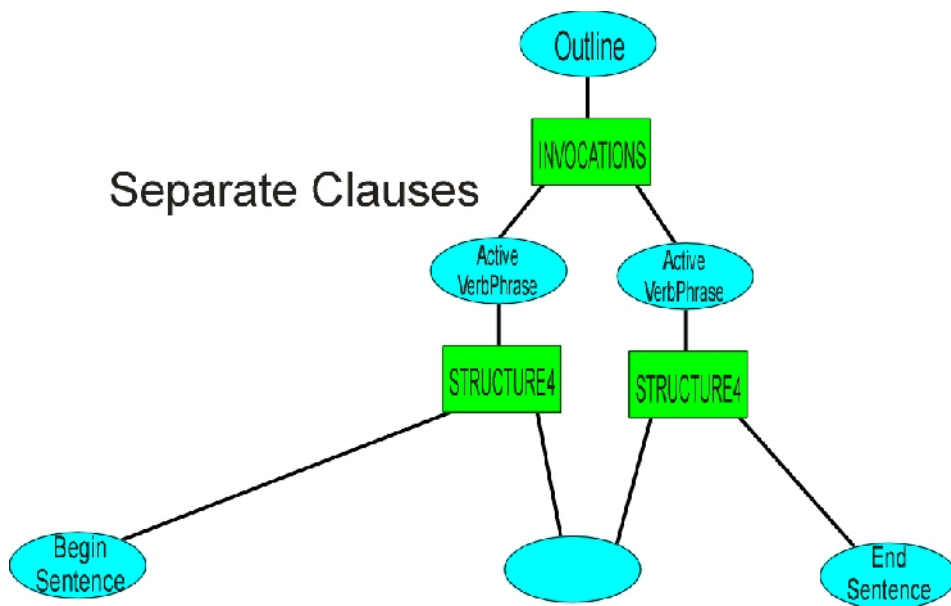 Outline
INVOCATIONS
Separate Clauses
Active
VerbPhrase
Active
VerbPhrase
STRUCTURE4
STRUCTURE4
Begin
Sentence
End
Sentence